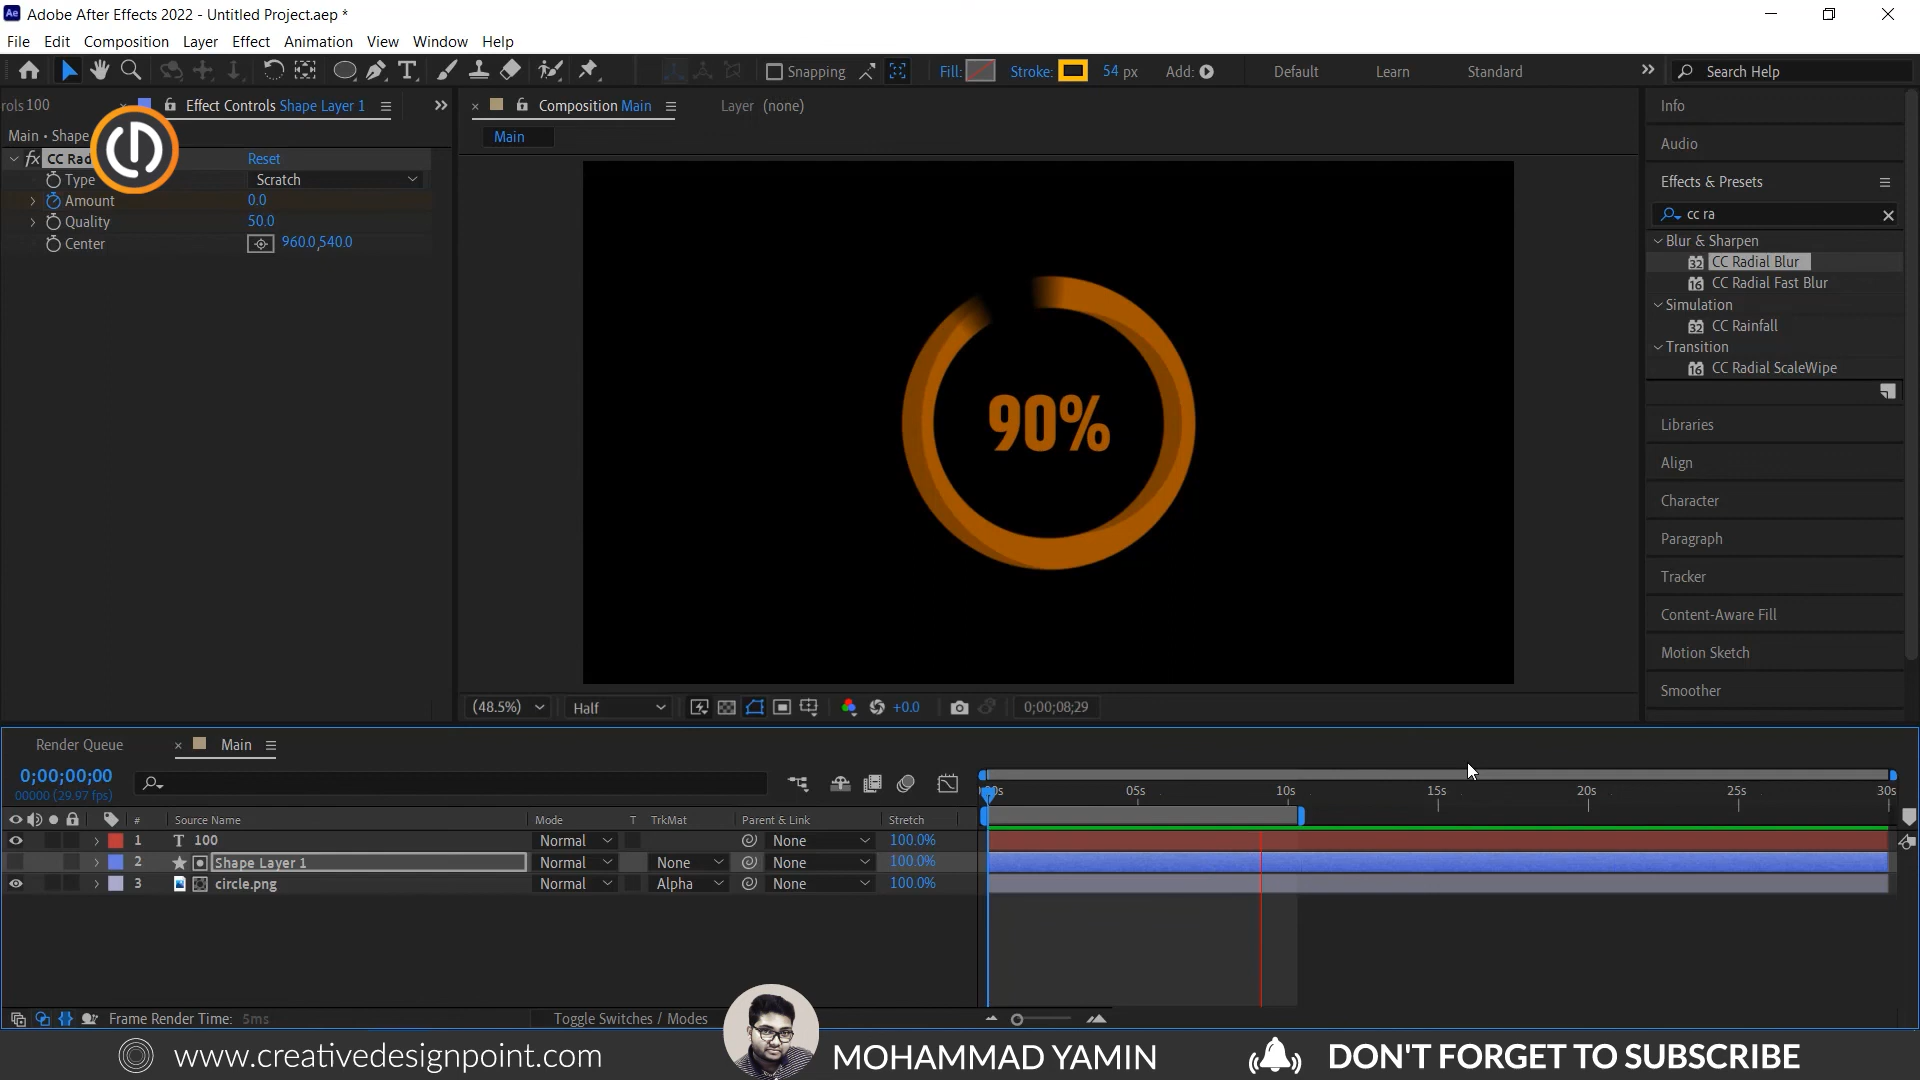 Ae Adobe After Effects 2022 - Untitled Project.aep *
File Edit Composition Layer Effect Animation View Window Help
Snapping Fill: Stroke: 54 px Add: Default Learn Standard Search Help
rols 100 × Effect Controls Shape Layer 1
× Composition Main Layer (none)
Main • Shape
Main
fx CC Rad Reset
Type Scratch
Amount 0.0
Quality 50.0
Center 960.0,540.0
90%
Info
Audio
Effects & Presets
cc ra
Blur & Sharpen
32 CC Radial Blur
16 CC Radial Fast Blur
Simulation
32 CC Rainfall
Transition
16 CC Radial ScaleWipe
Libraries
Align
Character
Paragraph
Tracker
Content-Aware Fill
Motion Sketch
Smoother
(48.5%) Half +0.0 0;00;08;29
Render Queue × Main
0;00;00;00
00000 (29.97 fps)
00s 05s 10s 15s 20s 25s 30s
# Source Name Mode T TrkMat Parent & Link Stretch
1 T 100 Normal None 100.0%
2 Shape Layer 1 Normal None None 100.0%
3 circle.png Normal Alpha None 100.0%
Frame Render Time: 5ms Toggle Switches / Modes
www.creativedesignpoint.com MOHAMMAD YAMIN DON'T FORGET TO SUBSCRIBE